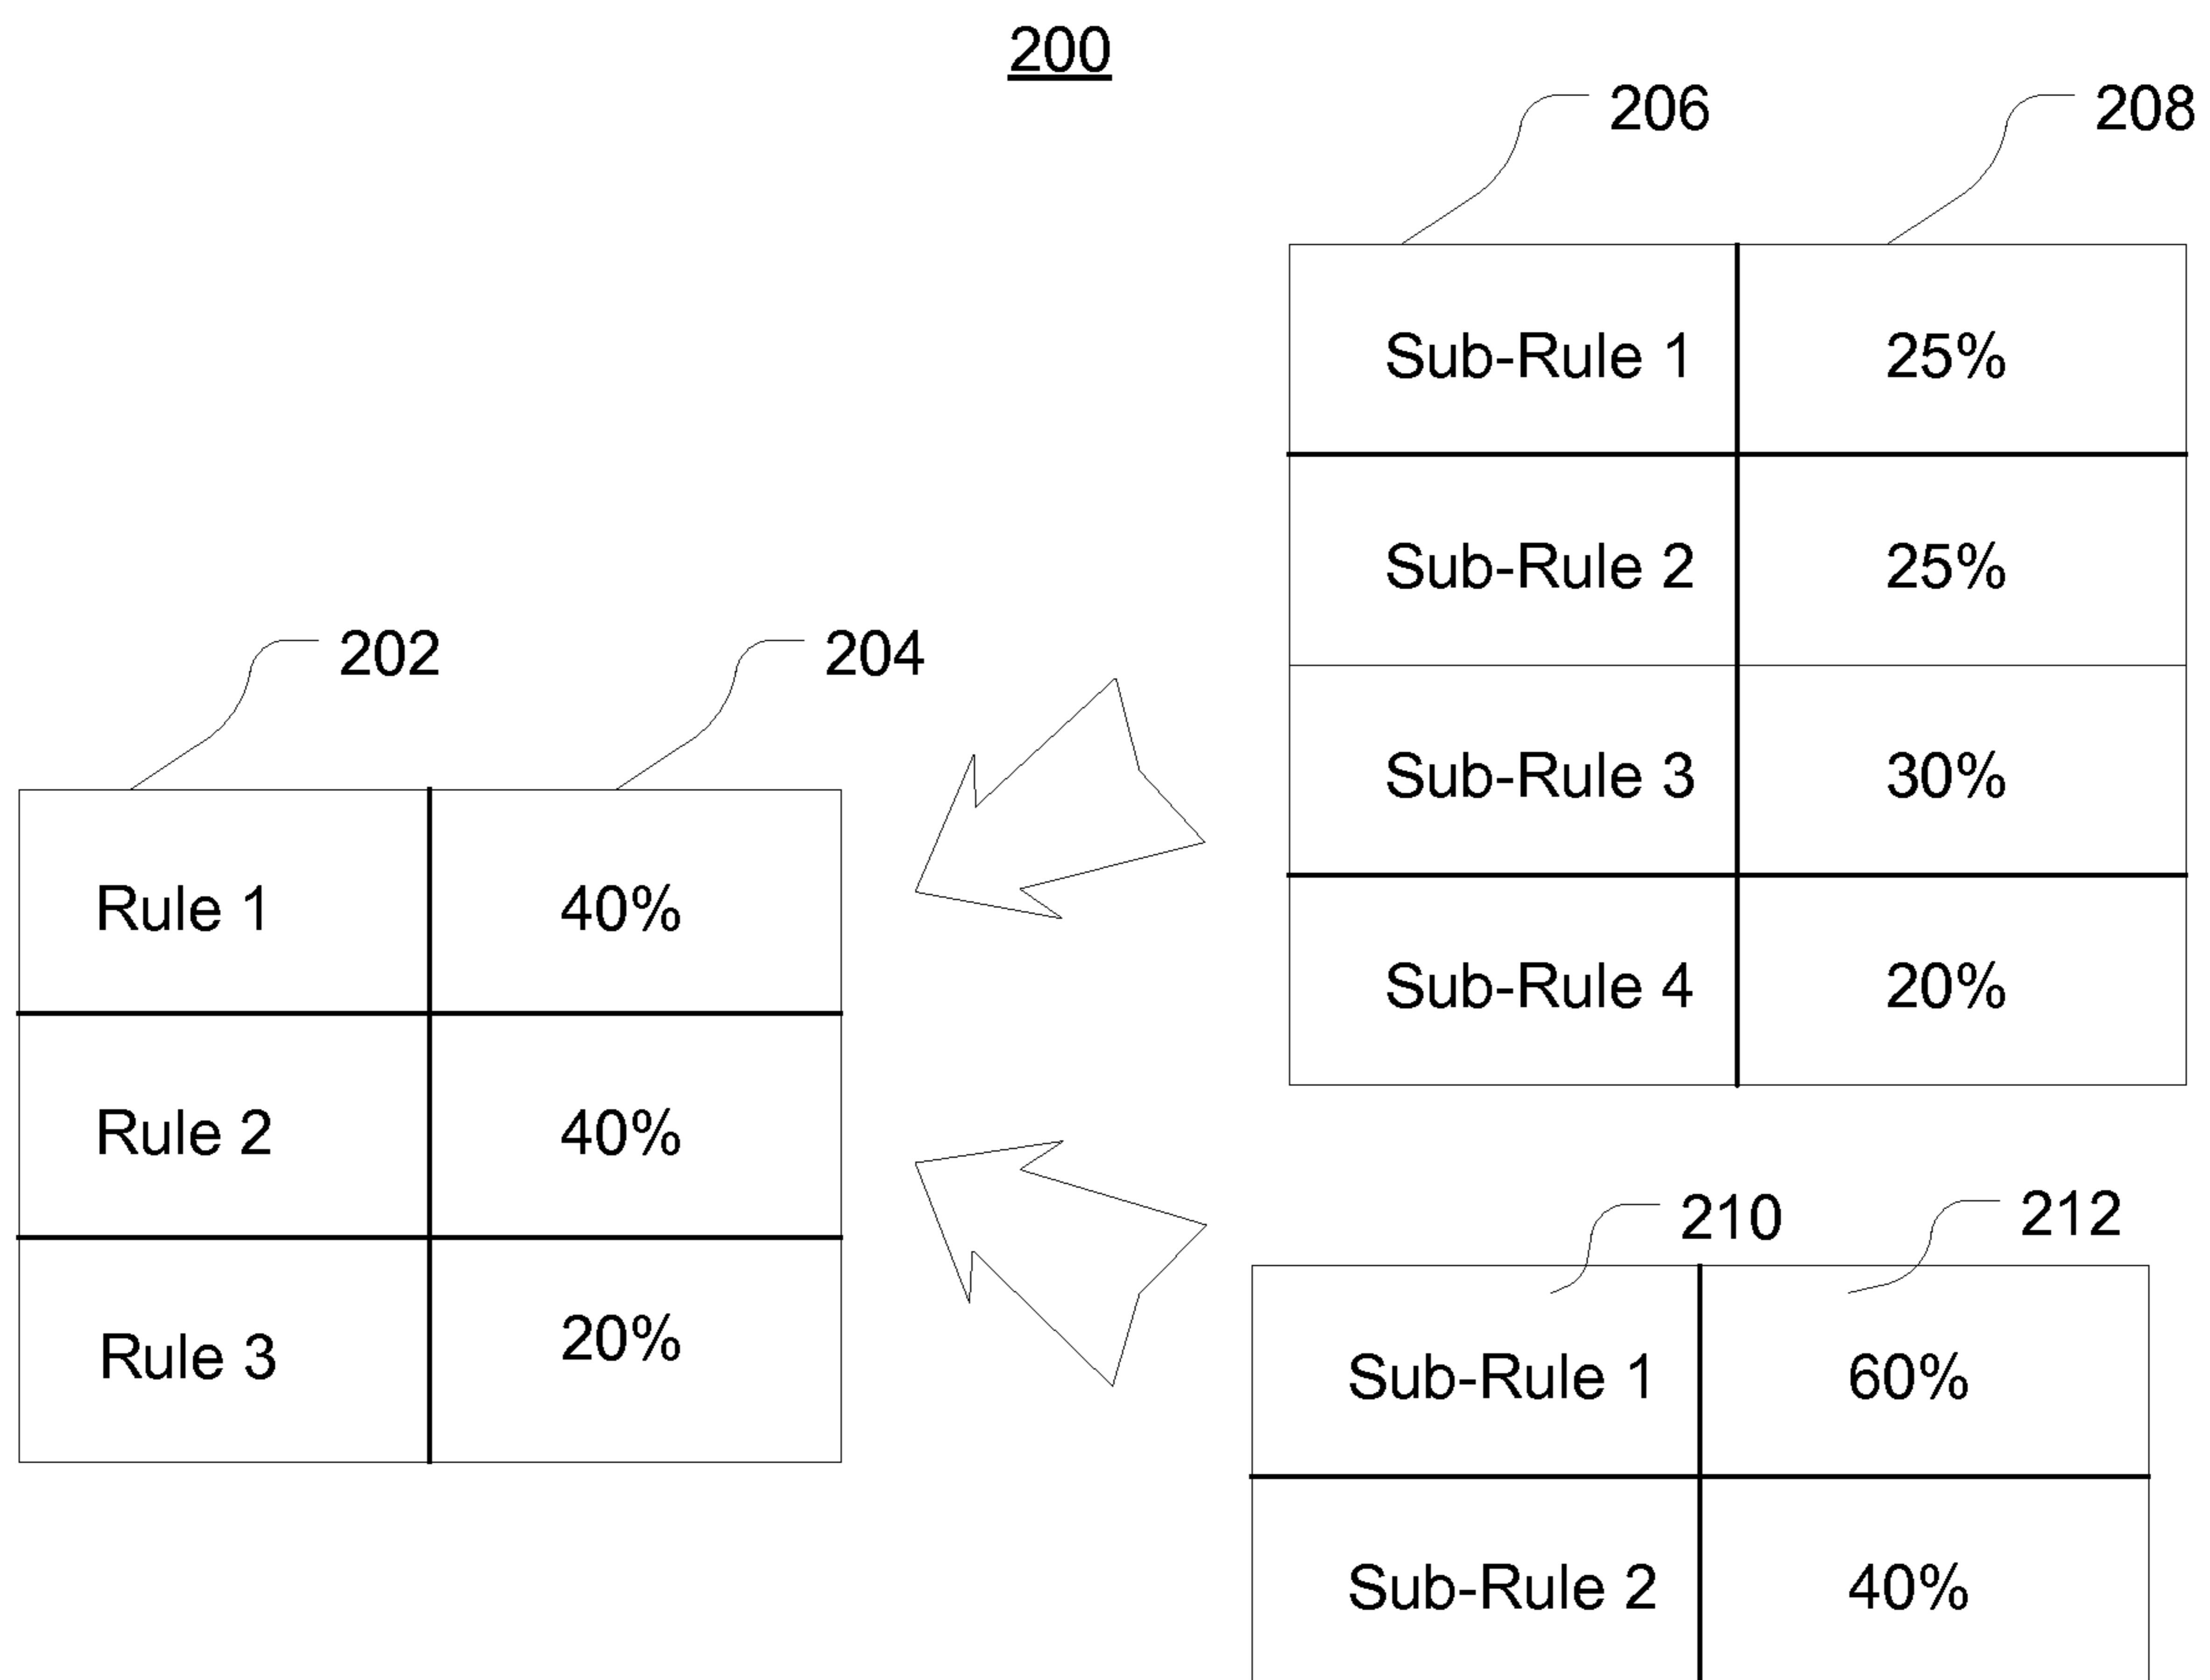 200
206
208
Sub-Rule 1 25%
Sub-Rule 2 25%
Sub-Rule 3 30%
Sub-Rule 4 20%
202
204
Rule 1 40%
Rule 2 40%
Rule 3 20%
210
212
Sub-Rule 1 60%
Sub-Rule 2 40%